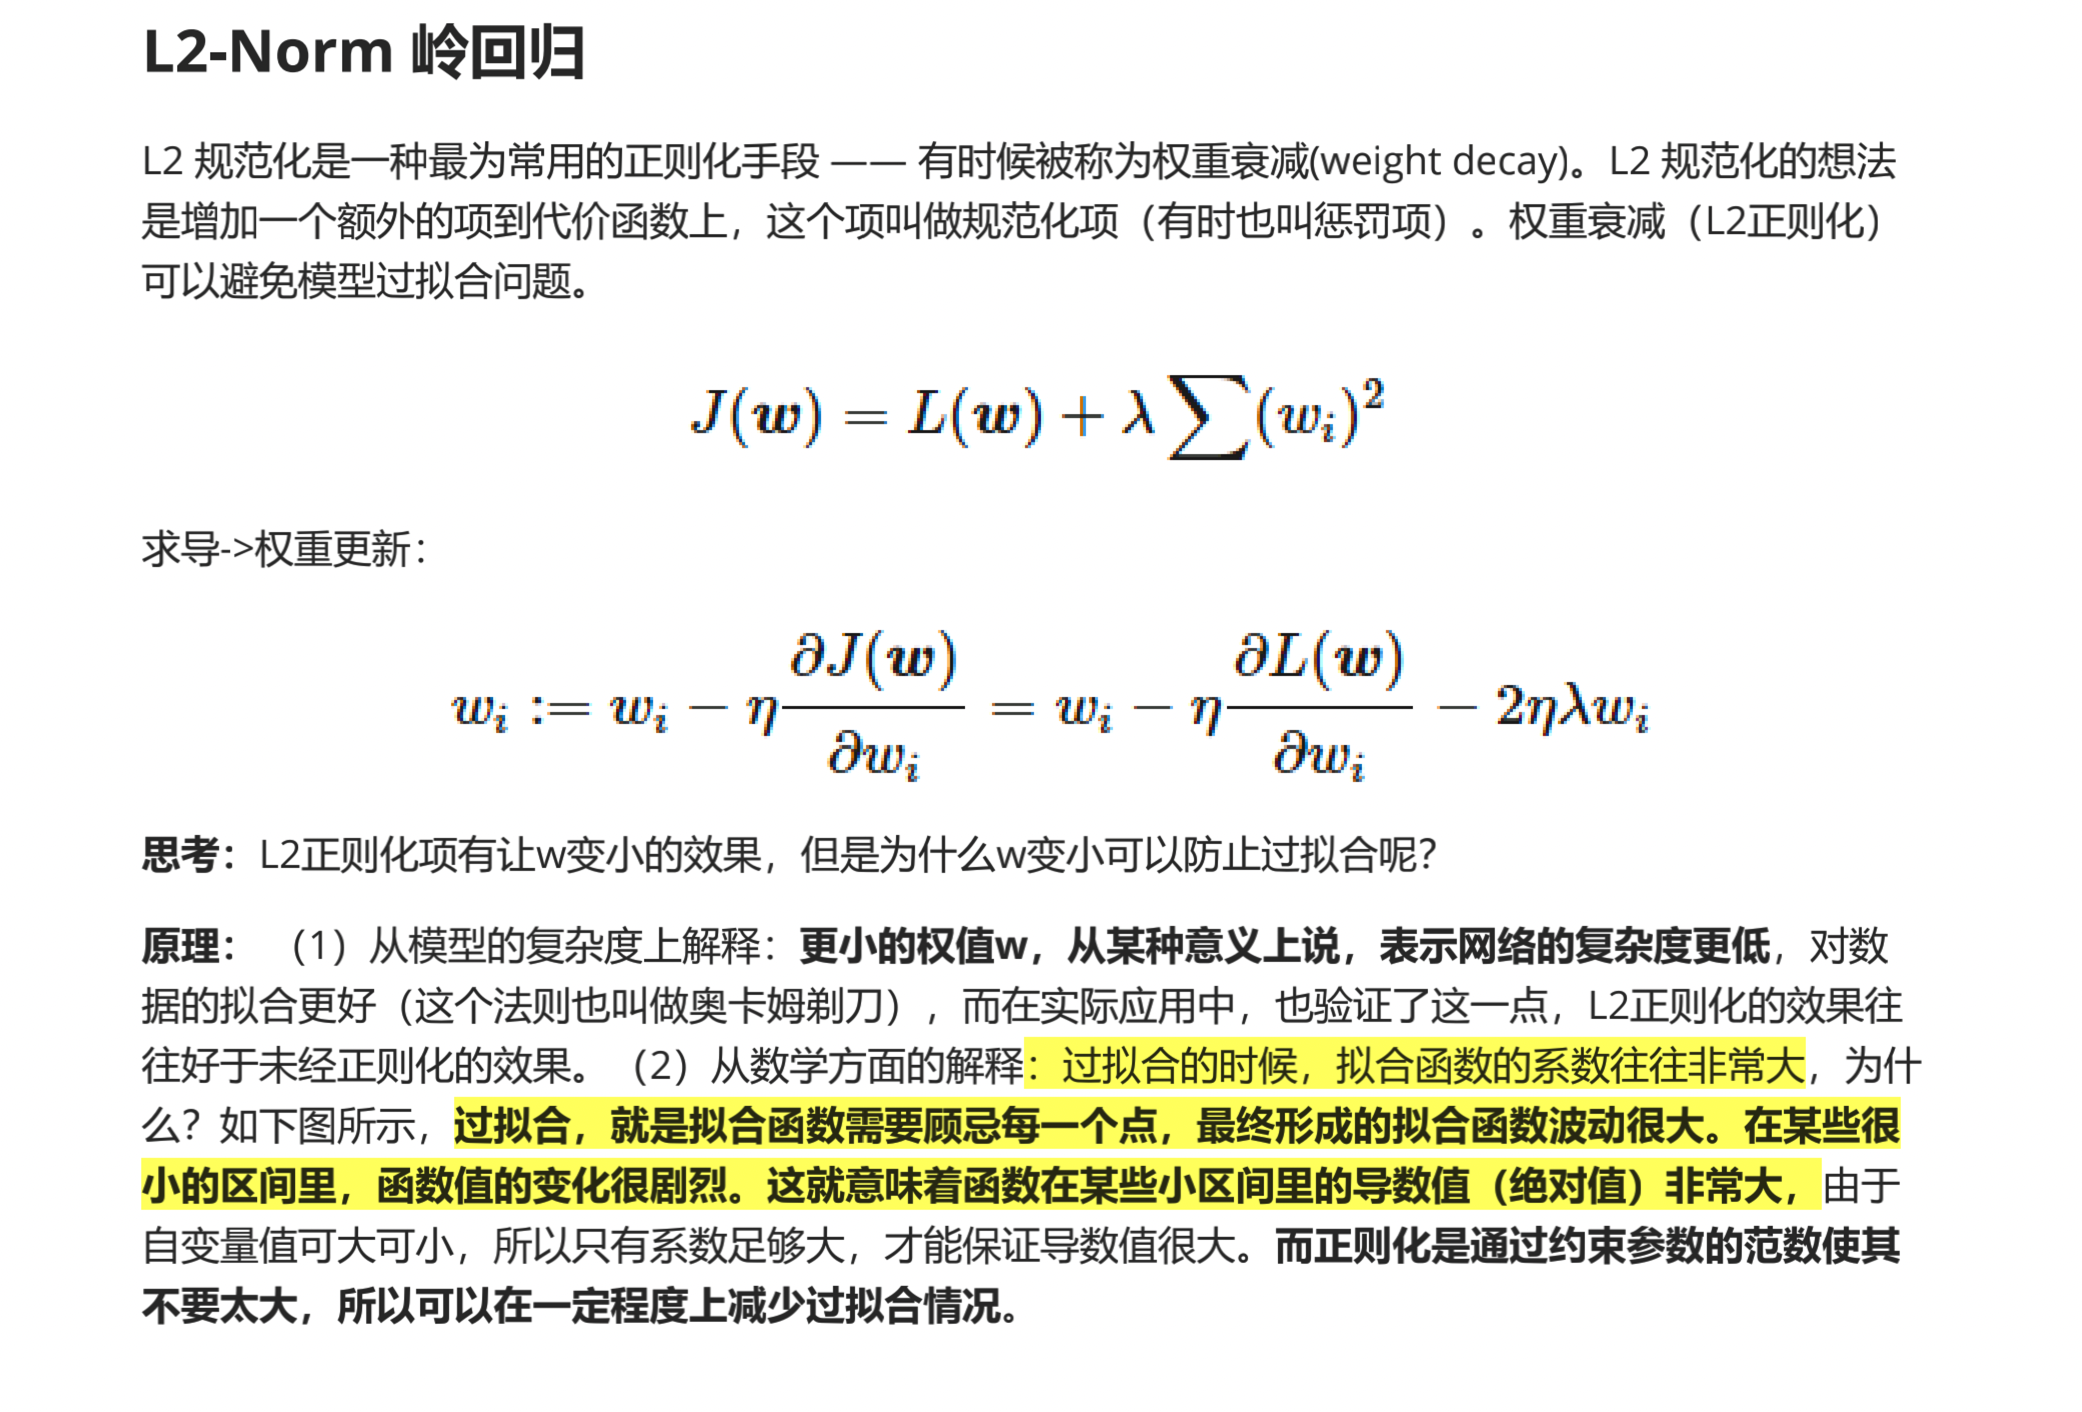 L2-Norm 岭回归
L2 规范化是一种最为常用的正则化手段 —— 有时候被称为权重衰减(weight decay)。L2 规范化的想法
是增加一个额外的项到代价函数上，这个项叫做规范化项（有时也叫惩罚项）。权重衰减（L2正则化）
可以避免模型过拟合问题。
J(w) = L(w) + λ∑(w_i)^2
求导->权重更新：
w_i := w_i − η ∂J(w)/∂w_i = w_i − η ∂L(w)/∂w_i − 2ηλw_i
思考：L2正则化项有让w变小的效果，但是为什么w变小可以防止过拟合呢？
原理： （1）从模型的复杂度上解释：更小的权值w，从某种意义上说，表示网络的复杂度更低，对数
据的拟合更好（这个法则也叫做奥卡姆剃刀），而在实际应用中，也验证了这一点，L2正则化的效果往
往好于未经正则化的效果。（2）从数学方面的解释：过拟合的时候，拟合函数的系数往往非常大，为什
么？如下图所示，过拟合，就是拟合函数需要顾忌每一个点，最终形成的拟合函数波动很大。在某些很
小的区间里，函数值的变化很剧烈。这就意味着函数在某些小区间里的导数值（绝对值）非常大，由于
自变量值可大可小，所以只有系数足够大，才能保证导数值很大。而正则化是通过约束参数的范数使其
不要太大，所以可以在一定程度上减少过拟合情况。